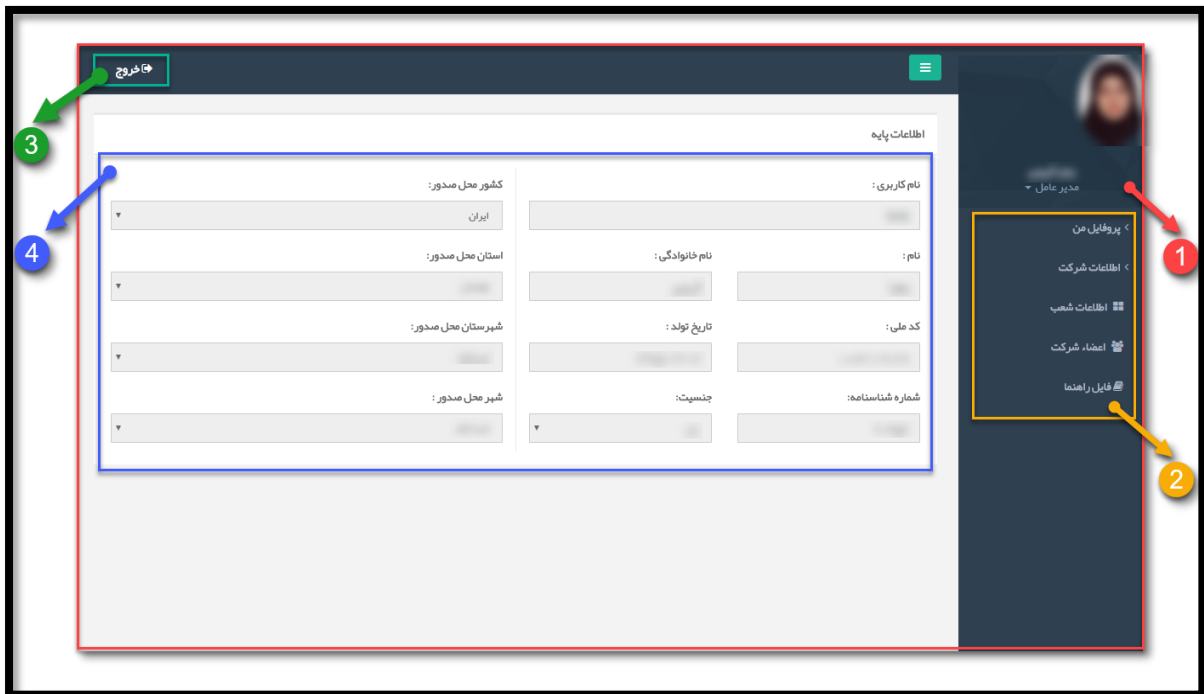 خروج
اطلاعات پایه
مدیر عامل
پروفایل من
اطلاعات شرکت
اطلاعات شعب
اعضاء شرکت
فایل راهنما
نام کاربری :
کشور محل صدور:
ایران
نام :
نام خانوادگی :
استان محل صدور:
کد ملی :
تاریخ تولد :
شهرستان محل صدور:
شماره شناسنامه:
جنسیت:
شهر محل صدور :
1
2
3
4